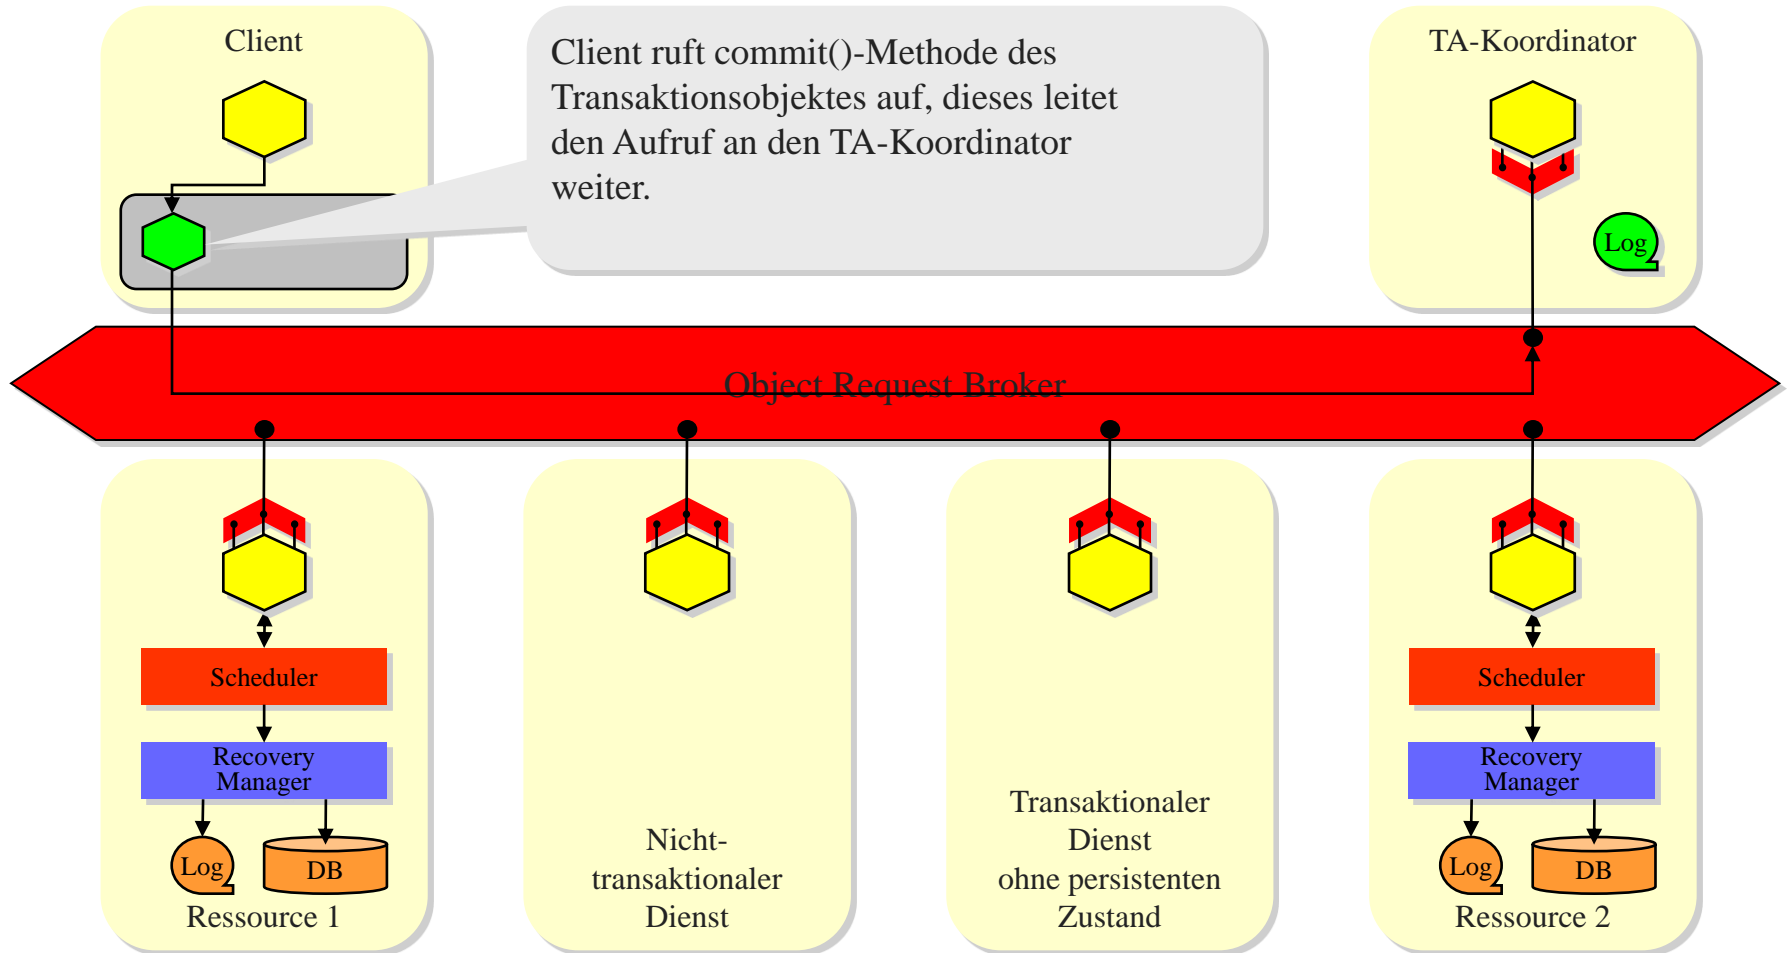 Client
Client ruft commit()-Methode des
Transaktionsobjektes auf, dieses leitet
den Aufruf an den TA-Koordinator
weiter.
TA-Koordinator
Log
Object Request Broker
Scheduler
Recovery
Manager
Log
DB
Ressource 1
Nicht-
transaktionaler
Dienst
Transaktionaler
Dienst
ohne persistenten
Zustand
Scheduler
Recovery
Manager
Log
DB
Ressource 2